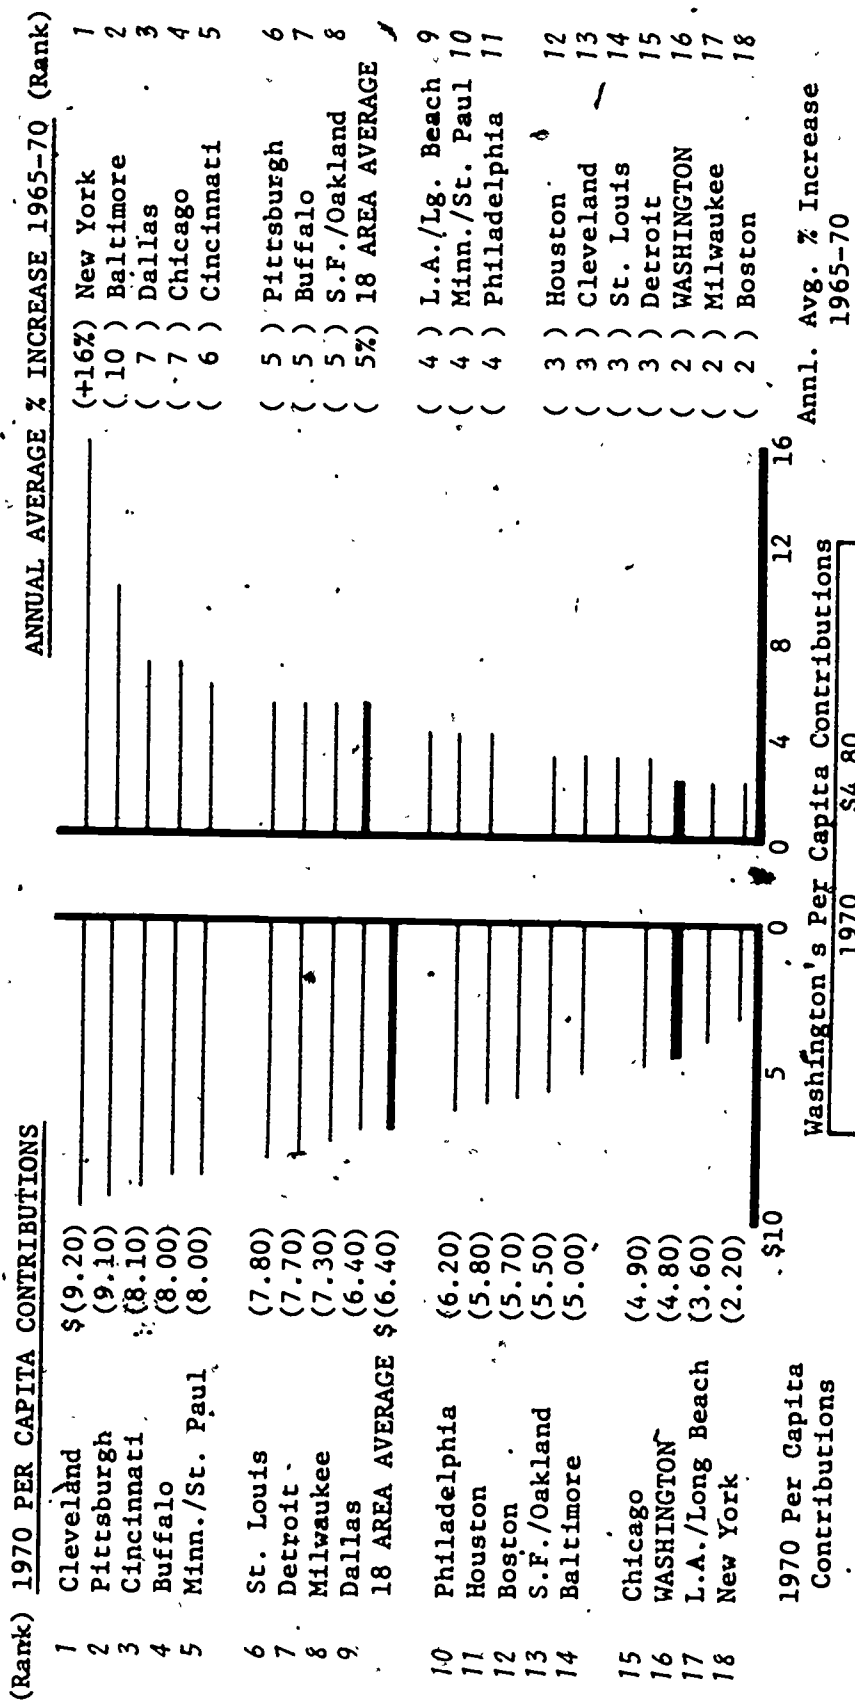 (Rank) 1970 PER CAPITA CONTRIBUTIONS
1 Cleveland $(9.20)
2 Pittsburgh (9.10)
3 Cincinnati (8.10)
4 Buffalo (8.00)
5 Minn./St. Paul (8.00)
6 St. Louis (7.80)
7 Detroit (7.70)
8 Milwaukee (7.30)
9 Dallas (6.40)
18 AREA AVERAGE $(6.40)
10 Philadelphia (6.20)
11 Houston (5.80)
12 Boston (5.70)
13 S.F./Oakland (5.50)
14 Baltimore (5.00)
15 Chicago (4.90)
16 WASHINGTON (4.80)
17 L.A./Long Beach (3.60)
18 New York (2.20)
$10 5 0
1970 Per Capita
Contributions
ANNUAL AVERAGE % INCREASE 1965-70 (Rank)
(+16%) New York 1
( 10 ) Baltimore 2
( 7 ) Dallas 3
( 7 ) Chicago 4
( 6 ) Cincinnati 5
( 5 ) Pittsburgh 6
( 5 ) Buffalo 7
( 5 ) S.F./Oakland 8
( 5%) 18 AREA AVERAGE
( 4 ) L.A./Lg. Beach 9
( 4 ) Minn./St. Paul 10
( 4 ) Philadelphia 11
( 3 ) Houston 12
( 3 ) Cleveland 13
( 3 ) St. Louis 14
( 3 ) Detroit 15
( 2 ) WASHINGTON 16
( 2 ) Milwaukee 17
( 2 ) Boston 18
0 4 8 12 16
Annl. Avg. % Increase
1965-70
Washington's Per Capita Contributions
1970 $4.80